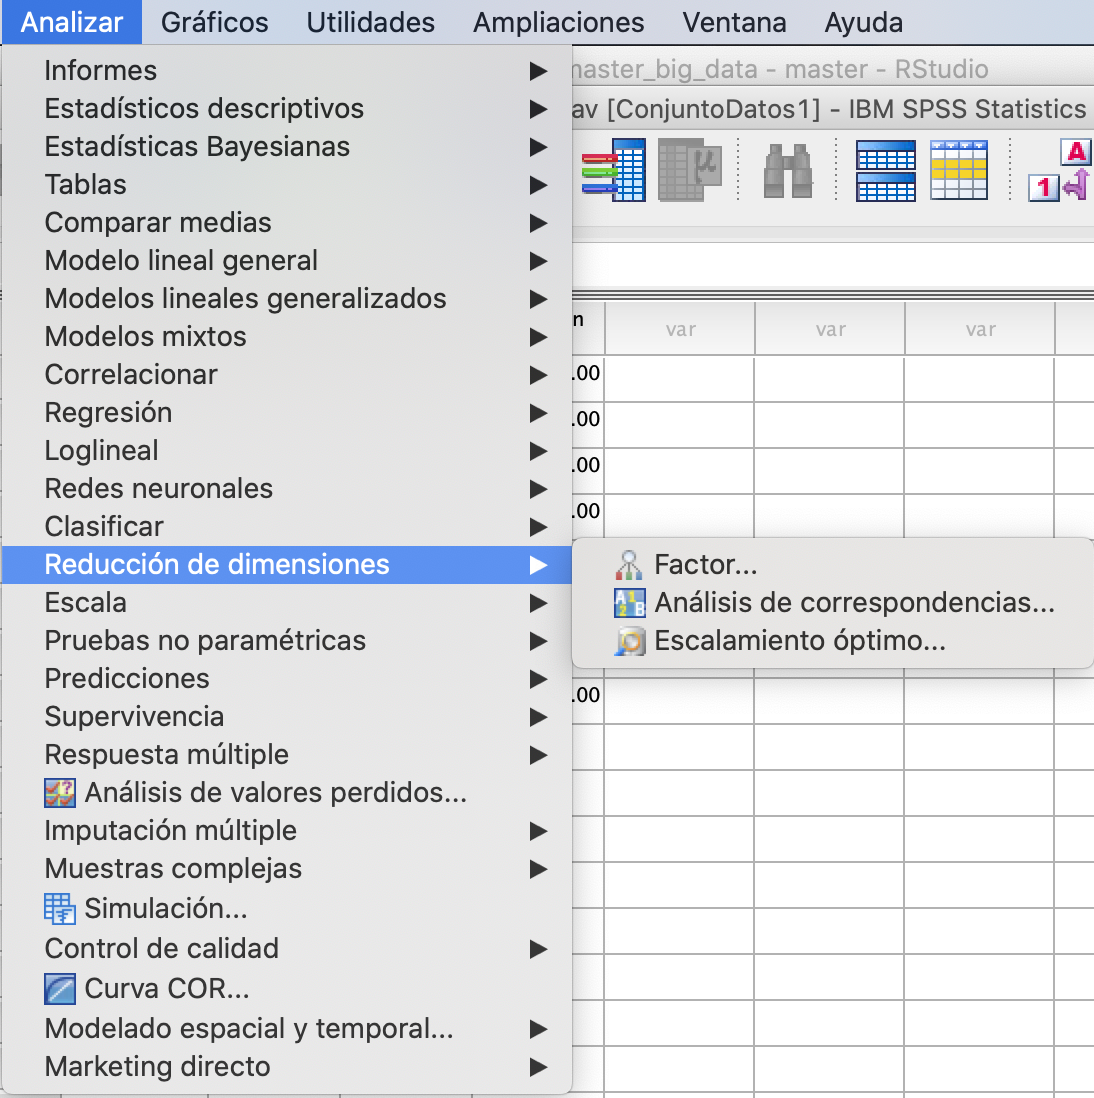 Analizar Gráficos Utilidades Ampliaciones Ventana Ayuda
master_big_data - master - RStudio
av [ConjuntoDatos1] - IBM SPSS Statistics
Informes
Estadísticos descriptivos
Estadísticas Bayesianas
Tablas
Comparar medias
Modelo lineal general
Modelos lineales generalizados
Modelos mixtos
Correlacionar
Regresión
Loglineal
Redes neuronales
Clasificar
Reducción de dimensiones
Escala
Pruebas no paramétricas
Predicciones
Supervivencia
Respuesta múltiple
Análisis de valores perdidos...
Imputación múltiple
Muestras complejas
Simulación...
Control de calidad
Curva COR...
Modelado espacial y temporal...
Marketing directo
Factor...
Análisis de correspondencias...
Escalamiento óptimo...
µ
A
1
n var var var
.00
.00
.00
.00
.00
A 1
2 B
?